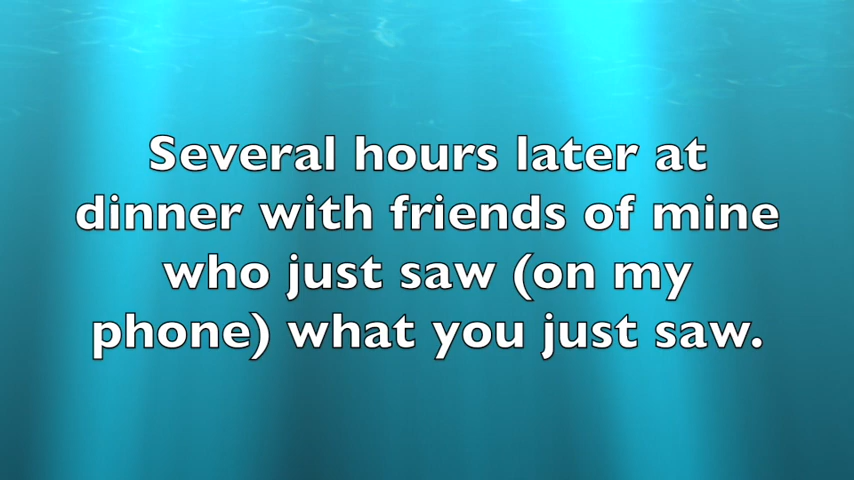 Several hours later at
dinner with friends of mine
who just saw (on my
phone) what you just saw.